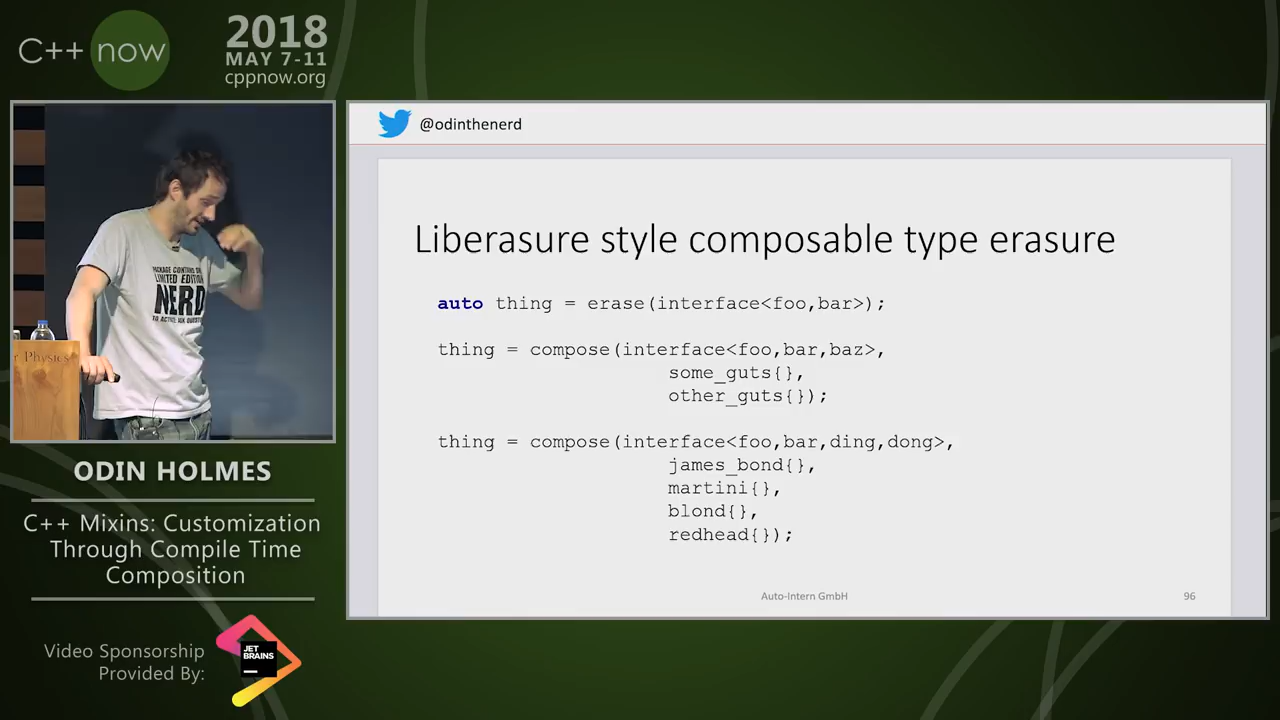 C++ now
2018
MAY 7-11
cppnow.org
@odinthenerd
Liberasure style composable type erasure
auto thing = erase(interface<foo,bar>);
thing = compose(interface<foo,bar,baz>,
some_guts{},
other_guts{});
thing = compose(interface<foo,bar,ding,dong>,
james_bond{},
martini{},
blond{},
redhead{});
Auto-Intern GmbH
96
LIMITED EDITION
NERD
Physics
ODIN HOLMES
C++ Mixins: Customization
Through Compile Time
Composition
Video Sponsorship
Provided By:
JET
BRAINS